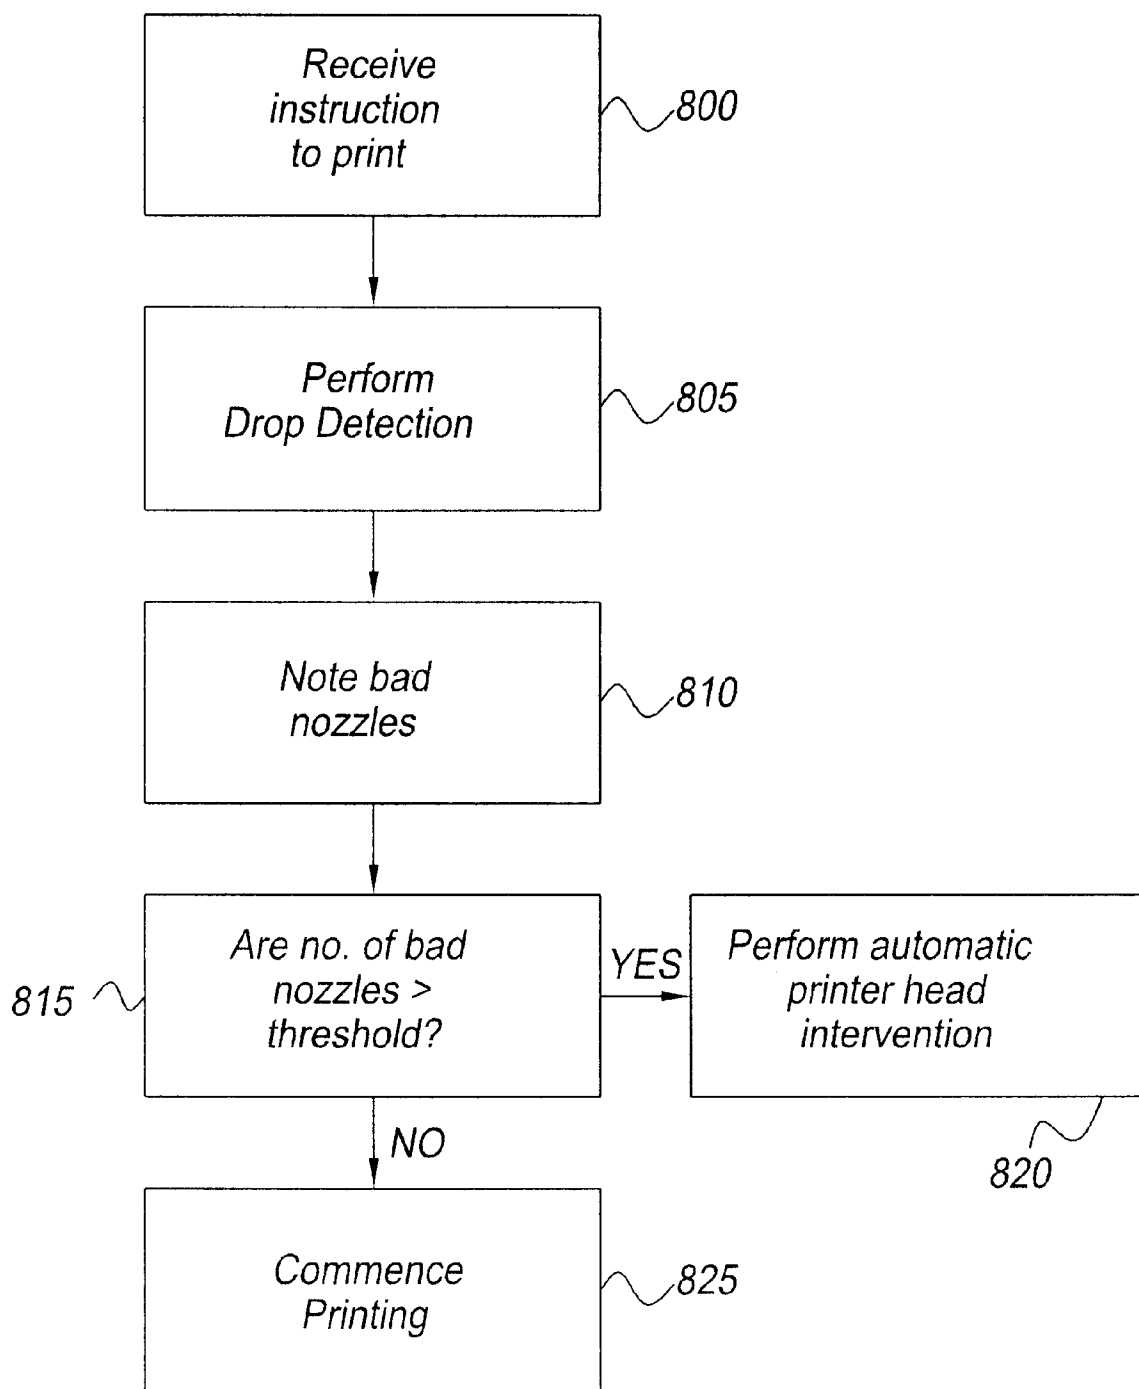 Receive
instruction
to print
800
Perform
Drop Detection
805
Note bad
nozzles
810
Are no. of bad
nozzles >
threshold?
815
YES
Perform automatic
printer head
intervention
820
NO
Commence
Printing
825